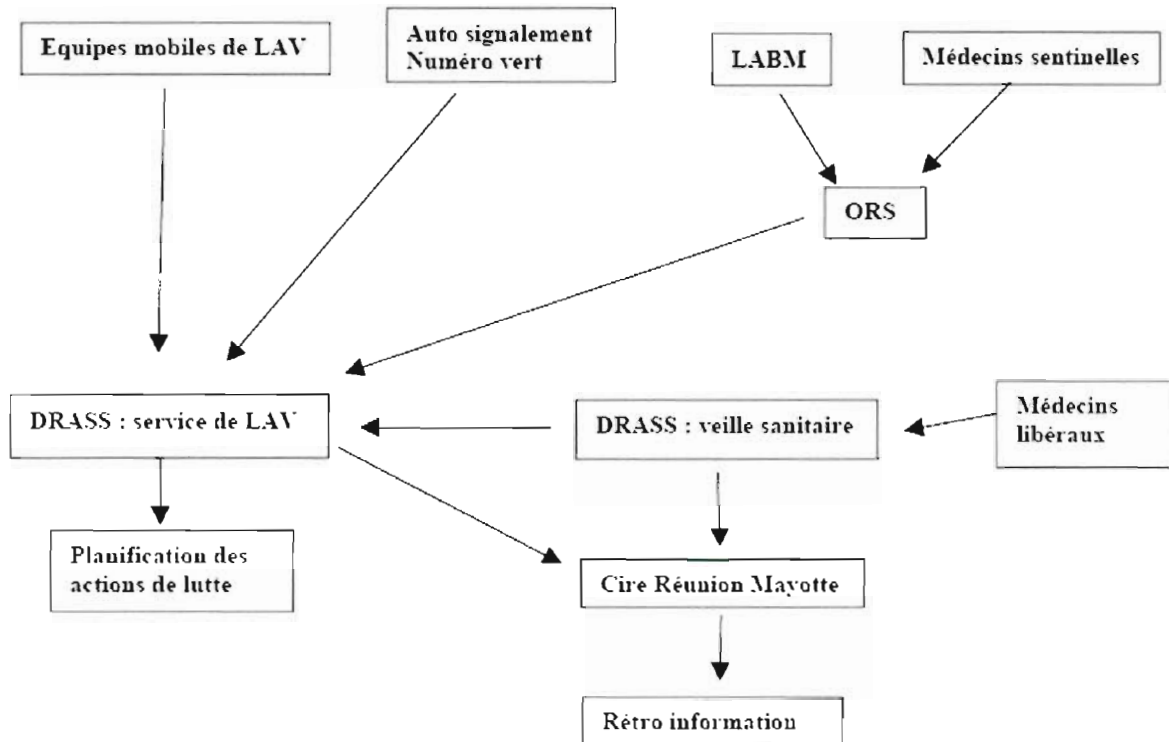 Equipes mobiles de LAV
Auto signalement
Numéro vert
LABM
Médecins sentinelles
ORS
DRASS : service de LAV
DRASS : veille sanitaire
Médecins
libéraux
Planification des
actions de lutte
Cire Réunion Mayotte
Rétro information